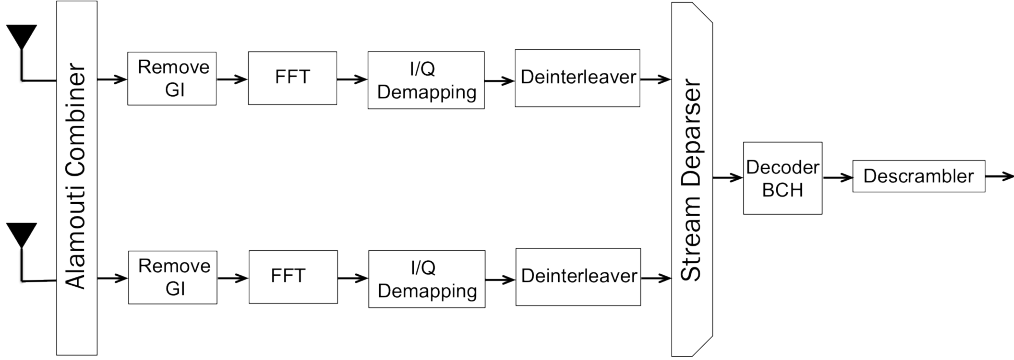 Alamouti Combiner
Remove
GI
FFT
I/Q
Demapping
Deinterleaver
Remove
GI
FFT
I/Q
Demapping
Deinterleaver
Stream Deparser
Decoder
BCH
Descrambler